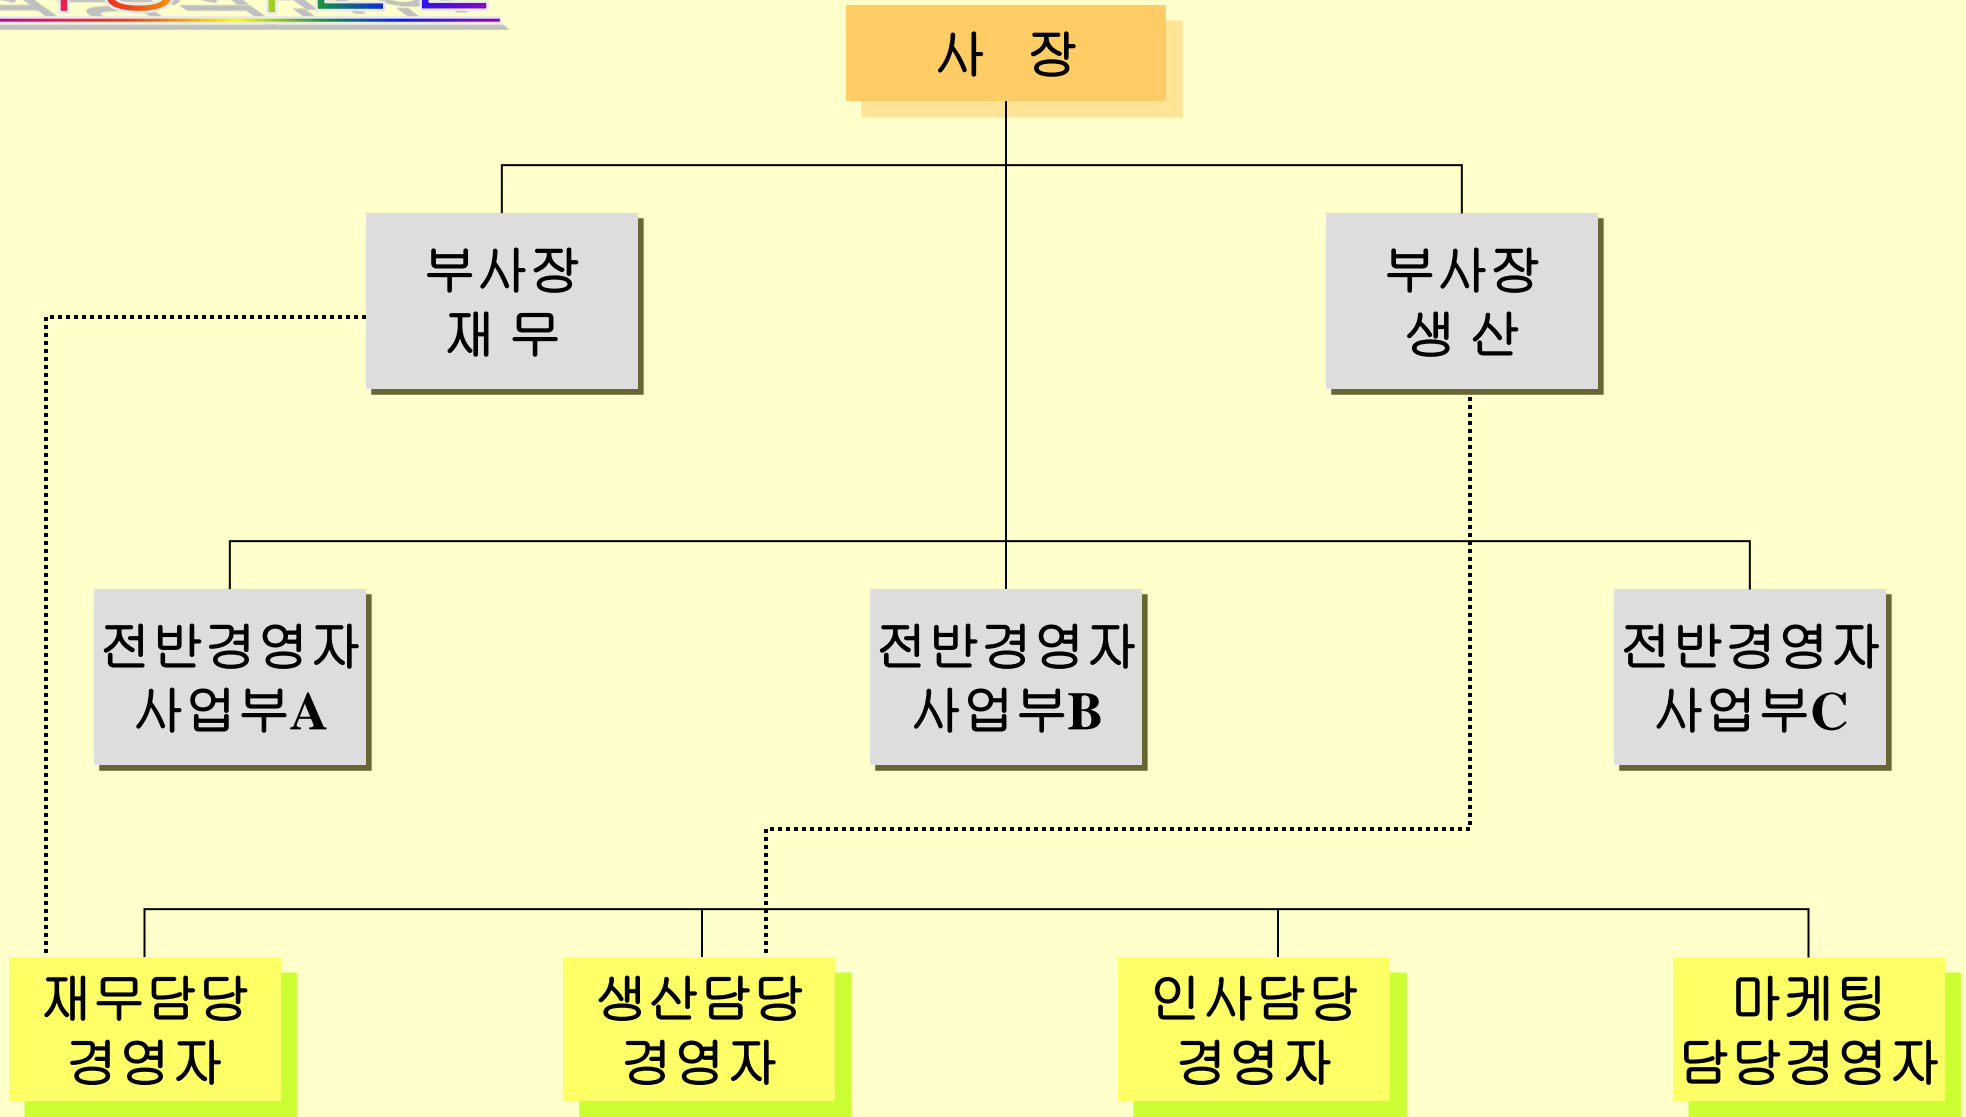 사 장
부사장
재 무
부사장
생 산
전반경영자
사업부A
전반경영자
사업부B
전반경영자
사업부C
재무담당
경영자
생산담당
경영자
인사담당
경영자
마케팅
담당경영자